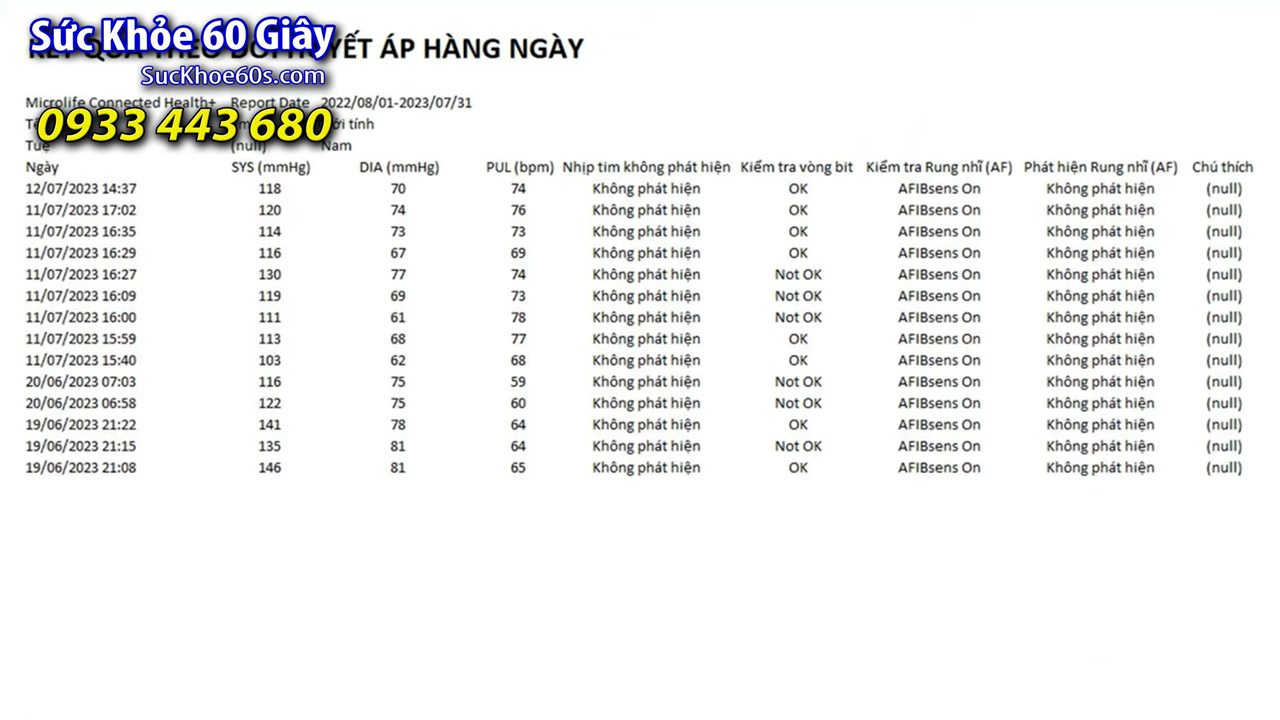 Sức Khỏe 60 Giây
YẾT ÁP HÀNG NGÀY
SucKhoe60s.com
Microlife Connected Health+ Report Date 2022/08/01-2023/07/31
0933 443 680
tính
(null) Nam
Ngày SYS (mmHg) DIA (mmHg) PUL (bpm) Nhịp tim không phát hiện Kiểm tra vòng bit Kiểm tra Rung nhĩ (AF) Phát hiện Rung nhĩ (AF) Chú thích
12/07/2023 14:37 118 70 74 Không phát hiện OK AFIBsens On Không phát hiện (null)
11/07/2023 17:02 120 74 76 Không phát hiện OK AFIBsens On Không phát hiện (null)
11/07/2023 16:35 114 73 73 Không phát hiện OK AFIBsens On Không phát hiện (null)
11/07/2023 16:29 116 67 69 Không phát hiện OK AFIBsens On Không phát hiện (null)
11/07/2023 16:27 130 77 74 Không phát hiện Not OK AFIBsens On Không phát hiện (null)
11/07/2023 16:09 119 69 73 Không phát hiện Not OK AFIBsens On Không phát hiện (null)
11/07/2023 16:00 111 61 78 Không phát hiện Not OK AFIBsens On Không phát hiện (null)
11/07/2023 15:59 113 68 77 Không phát hiện OK AFIBsens On Không phát hiện (null)
11/07/2023 15:40 103 62 68 Không phát hiện OK AFIBsens On Không phát hiện (null)
20/06/2023 07:03 116 75 59 Không phát hiện Not OK AFIBsens On Không phát hiện (null)
20/06/2023 06:58 122 75 60 Không phát hiện Not OK AFIBsens On Không phát hiện (null)
19/06/2023 21:22 141 78 64 Không phát hiện OK AFIBsens On Không phát hiện (null)
19/06/2023 21:15 135 81 64 Không phát hiện Not OK AFIBsens On Không phát hiện (null)
19/06/2023 21:08 146 81 65 Không phát hiện OK AFIBsens On Không phát hiện (null)